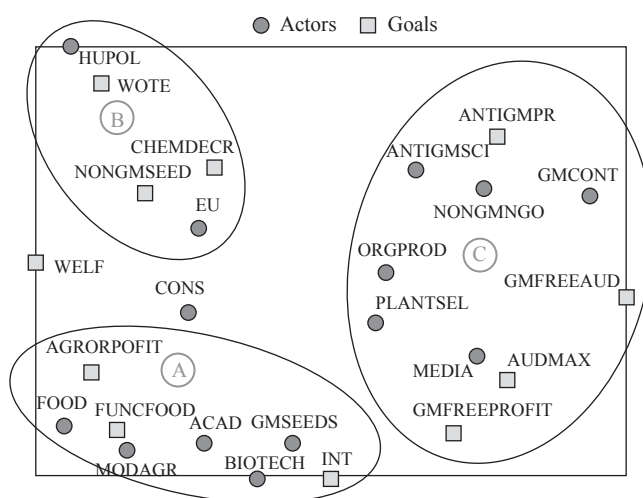 Actors Goals
HUPOL
WOTE
B
ANTIGMPR
CHEMDECR
ANTIGMSCI
GMCONT
NONGMSEED
NONGMNGO
EU
ORGPROD
C
WELF
GMFREEAUD
CONS
PLANTSEL
AGRORPOFIT
A
MEDIA
AUDMAX
FOOD
FUNCFOOD
ACAD
GMSEEDS
GMFREEPROFIT
MODAGR
BIOTECH
INT